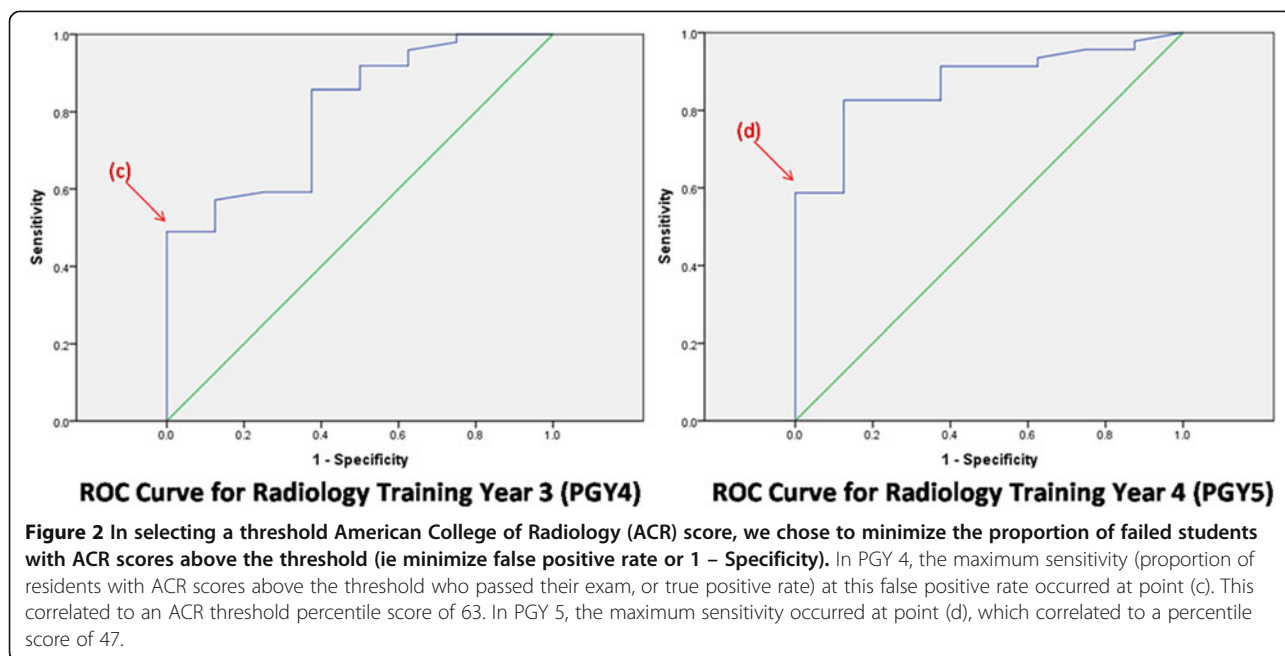 1.0
0.8
0.6
0.4
0.2
0.0
Sensitivity
(c)
0.0 0.2 0.4 0.6 0.8 1.0
1 - Specificity
ROC Curve for Radiology Training Year 3 (PGY4)
1.0
0.8
0.6
0.4
0.2
0.0
Sensitivity
(d)
0.0 0.2 0.4 0.6 0.8 1.0
1 - Specificity
ROC Curve for Radiology Training Year 4 (PGY5)
Figure 2 In selecting a threshold American College of Radiology (ACR) score, we chose to minimize the proportion of failed students
with ACR scores above the threshold (ie minimize false positive rate or 1 – Specificity). In PGY 4, the maximum sensitivity (proportion of
residents with ACR scores above the threshold who passed their exam, or true positive rate) at this false positive rate occurred at point (c). This
correlated to an ACR threshold percentile score of 63. In PGY 5, the maximum sensitivity occurred at point (d), which correlated to a percentile
score of 47.